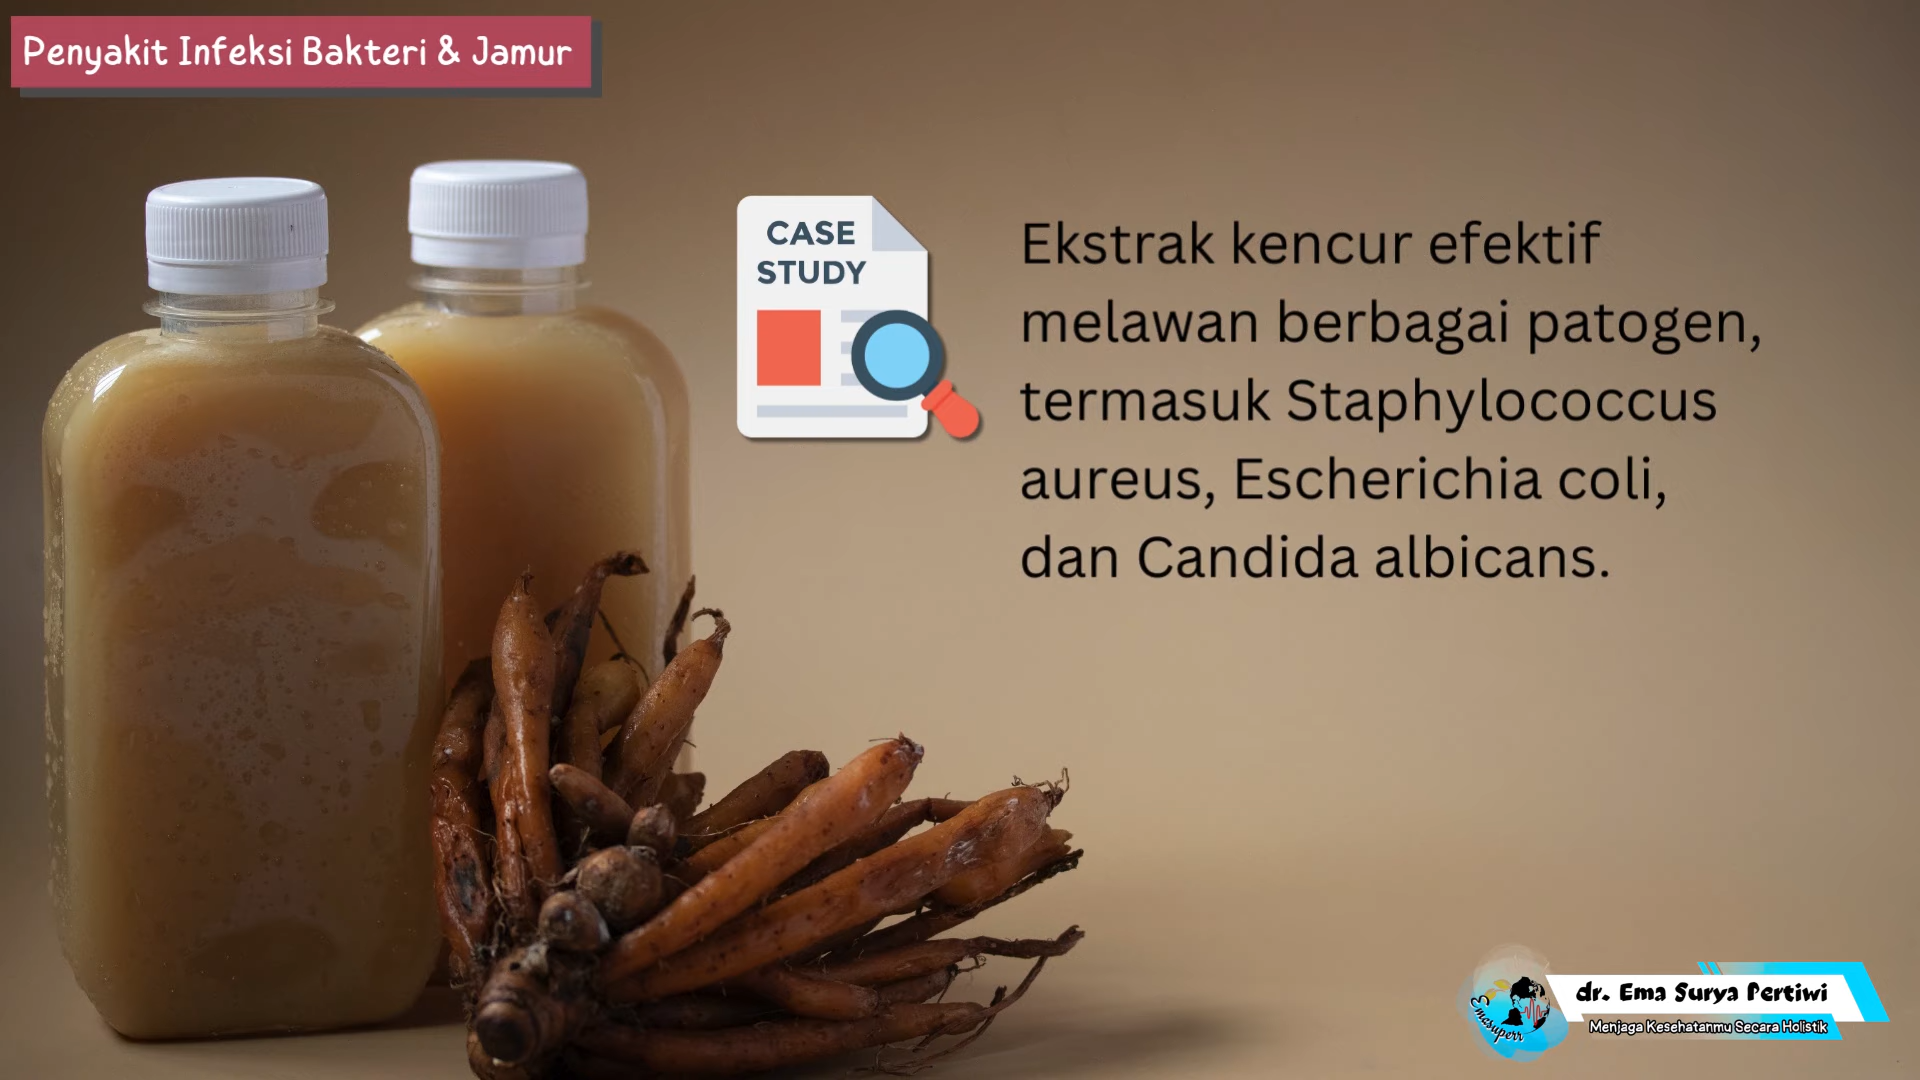 Penyakit Infeksi Bakteri & Jamur
CASE
STUDY
Ekstrak kencur efektif
melawan berbagai patogen,
termasuk Staphylococcus
aureus, Escherichia coli,
dan Candida albicans.
dr. Ema Surya Pertiwi
Menjaga Kesehatanmu Secara Holistik
Emasuperr